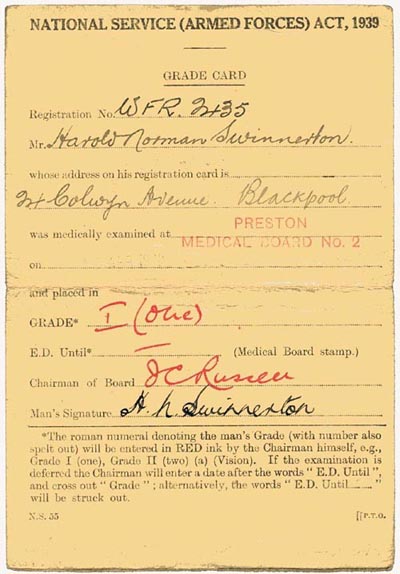 NATIONAL SERVICE (ARMED FORCES) ACT, 1939
GRADE CARD
Registration No. WFR. 2435
Mr. Harold Norman Swinnerton.
whose address on his registration card is
24 Colwyn Avenue. Blackpool
was medically examined at PRESTON
MEDICAL BOARD No. 2
on
and placed in
GRADE* I (one)
E.D. Until* — (Medical Board stamp.)
Chairman of Board J C Russell
Man's Signature H. N. Swinnerton
*The roman numeral denoting the man's Grade (with number also
spelt out) will be entered in RED ink by the Chairman himself, e.g.,
Grade I (one), Grade II (two) (a) (Vision). If the examination is
deferred the Chairman will enter a date after the words "E.D. Until",
and cross out "Grade"; alternatively, the words "E.D. Until......"
will be struck out.
N.S. 55 [P.T.O.